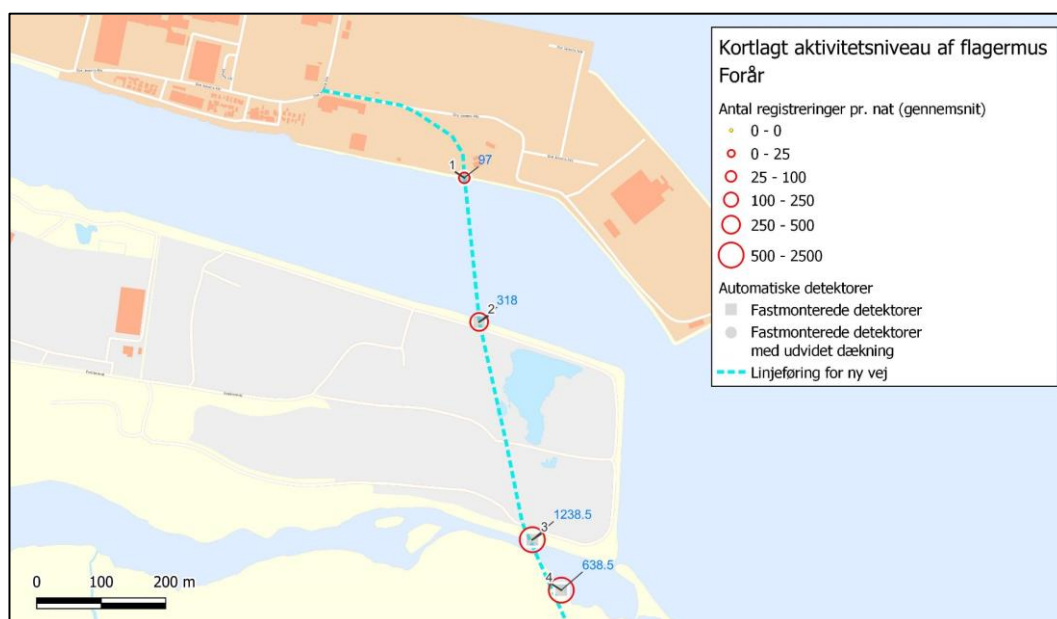 Kortlagt aktivitetsniveau af flagermus
Forår
Antal registreringer pr. nat (gennemsnit)
0 - 0
0 - 25
25 - 100
100 - 250
250 - 500
500 - 2500
Automatiske detektorer
Fastmonterede detektorer
Fastmonterede detektorer
med udvidet dækning
Linjeføring for ny vej
1
97
2
318
3
1238.5
4
638.5
0 100 200 m